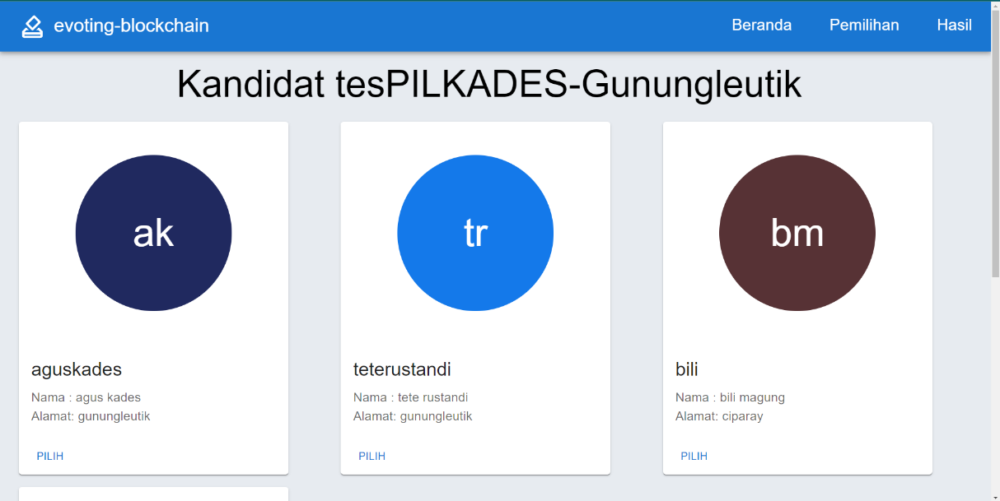 evoting-blockchain
Beranda
Pemilihan
Hasil
Kandidat tesPILKADES-Gunungleutik
ak
aguskades
Nama : agus kades
Alamat: gunungleutik
PILIH
tr
teterustandi
Nama : tete rustandi
Alamat: gunungleutik
PILIH
bm
bili
Nama : bili magung
Alamat: ciparay
PILIH